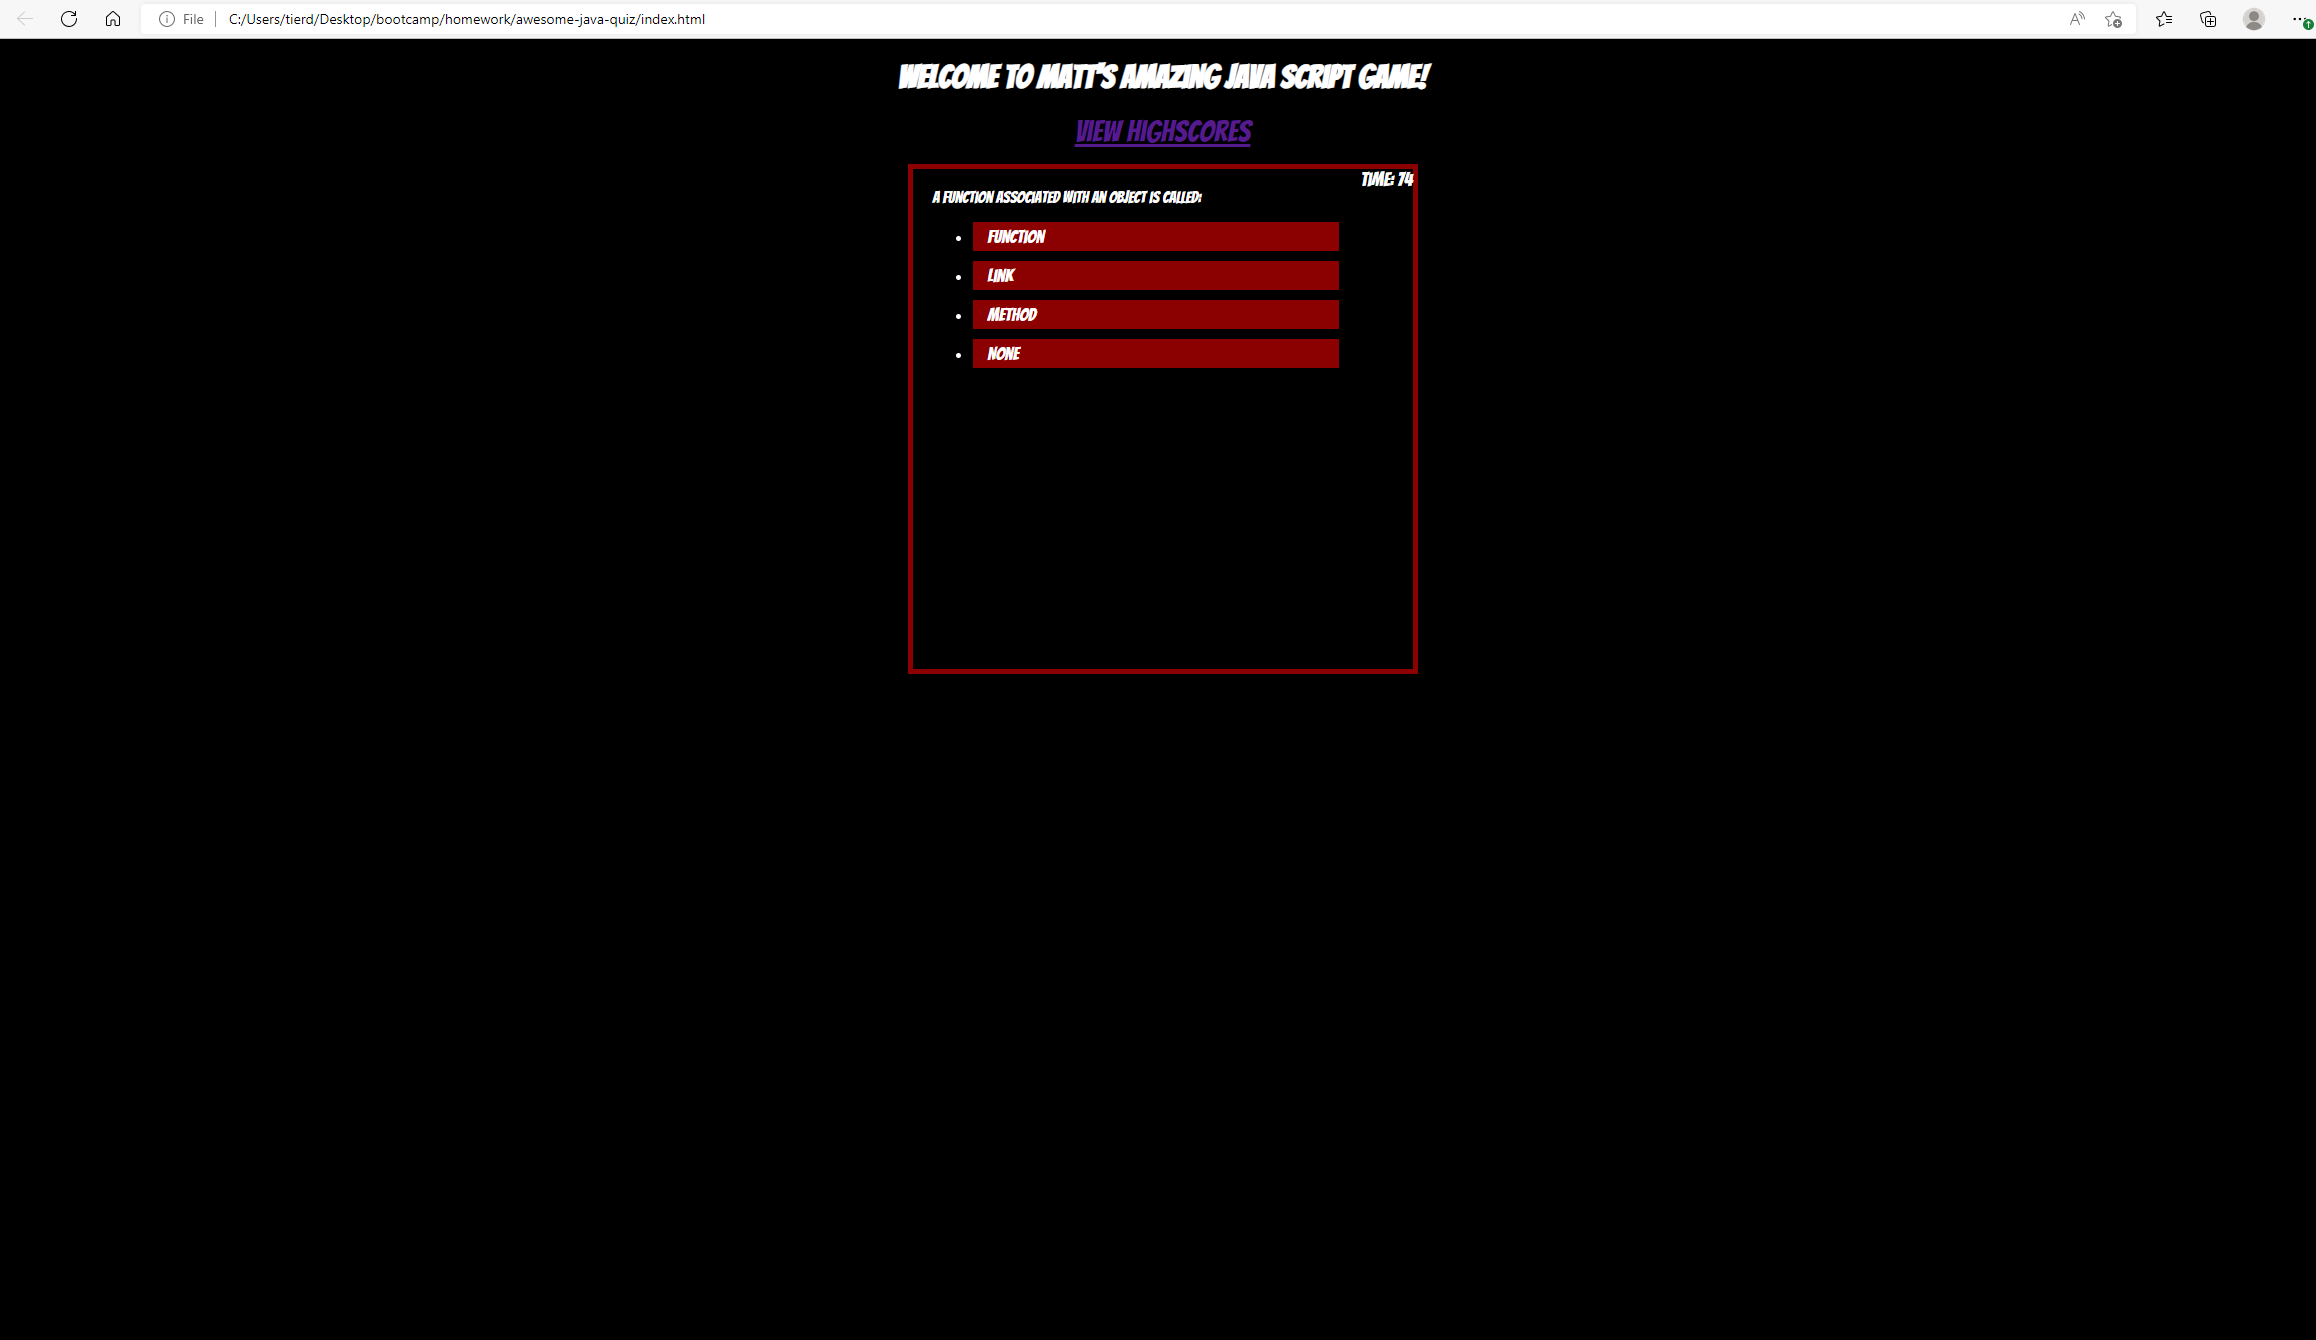 File C:/Users/tierd/Desktop/bootcamp/homework/awesome-java-quiz/index.html
WELCOME TO MATT'S AMAZING JAVA SCRIPT GAME!
VIEW HIGHSCORES
TIME: 74
A FUNCTION ASSOCIATED WITH AN OBJECT IS CALLED:
FUNCTION
LINK
METHOD
NONE